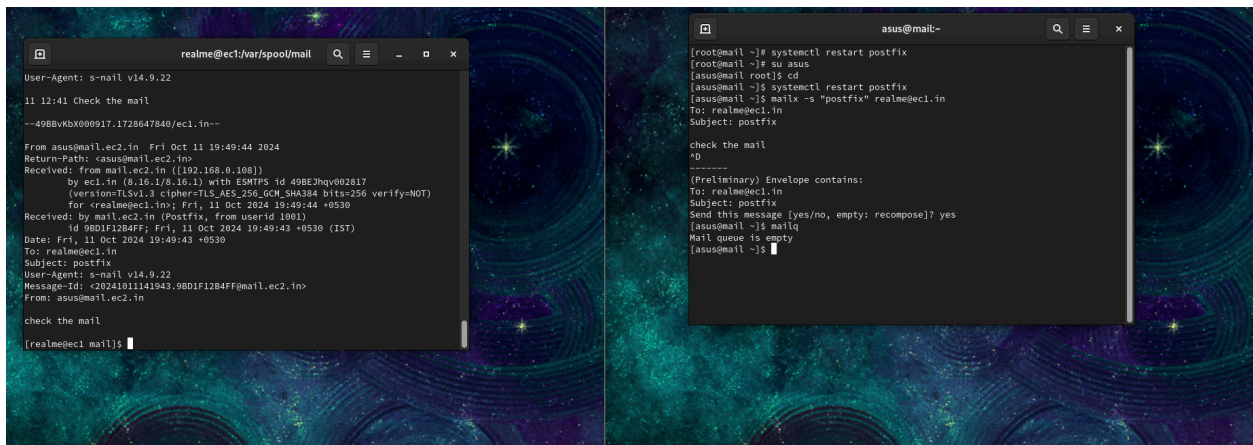 realme@ec1:/var/spool/mail
User-Agent: s-nail v14.9.22
11 12:41 Check the mail
--49BBvKbX000917.1728647840/ec1.in--
From asus@mail.ec2.in  Fri Oct 11 19:49:44 2024
Return-Path: <asus@mail.ec2.in>
Received: from mail.ec2.in ([192.168.0.108])
        by ec1.in (8.16.1/8.16.1) with ESMTPS id 49BEJhqv002817
        (version=TLSv1.3 cipher=TLS_AES_256_GCM_SHA384 bits=256 verify=NOT)
        for <realme@ec1.in>; Fri, 11 Oct 2024 19:49:44 +0530
Received: by mail.ec2.in (Postfix, from userid 1001)
        id 9BD1F12B4FF; Fri, 11 Oct 2024 19:49:43 +0530 (IST)
Date: Fri, 11 Oct 2024 19:49:43 +0530
To: realme@ec1.in
Subject: postfix
User-Agent: s-nail v14.9.22
Message-Id: <20241011141943.9BD1F12B4FF@mail.ec2.in>
From: asus@mail.ec2.in
check the mail
[realme@ec1 mail]$
asus@mail:~
[root@mail ~]# systemctl restart postfix
[root@mail ~]# su asus
[asus@mail root]$ cd
[asus@mail ~]$ systemctl restart postfix
[asus@mail ~]$ mailx -s "postfix" realme@ec1.in
To: realme@ec1.in
Subject: postfix
check the mail
^D
-------
(Preliminary) Envelope contains:
To: realme@ec1.in
Subject: postfix
Send this message [yes/no, empty: recompose]? yes
[asus@mail ~]$ mailq
Mail queue is empty
[asus@mail ~]$